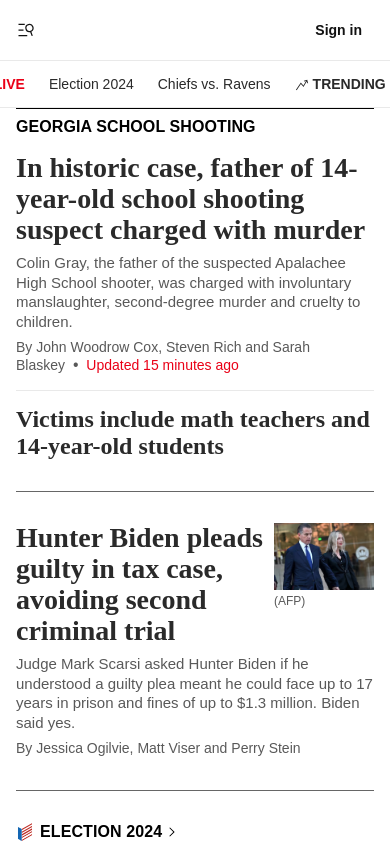 Sign in
LIVE Election 2024 Chiefs vs. Ravens TRENDING
GEORGIA SCHOOL SHOOTING
In historic case, father of 14-
year-old school shooting
suspect charged with murder
Colin Gray, the father of the suspected Apalachee
High School shooter, was charged with involuntary
manslaughter, second-degree murder and cruelty to
children.
By John Woodrow Cox, Steven Rich and Sarah
Blaskey • Updated 15 minutes ago
Victims include math teachers and
14-year-old students
Hunter Biden pleads
guilty in tax case,
avoiding second
criminal trial
(AFP)
Judge Mark Scarsi asked Hunter Biden if he
understood a guilty plea meant he could face up to 17
years in prison and fines of up to $1.3 million. Biden
said yes.
By Jessica Ogilvie, Matt Viser and Perry Stein
ELECTION 2024